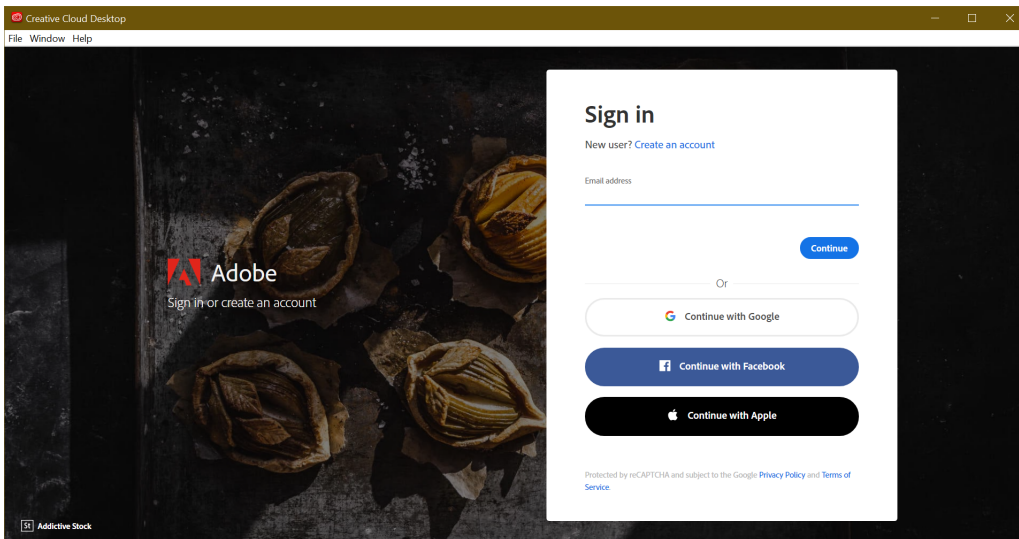 Creative Cloud Desktop
File Window Help
Adobe
Sign in or create an account
St Addictive Stock
Sign in
New user? Create an account
Email address
Continue
Or
Continue with Google
Continue with Facebook
Continue with Apple
Protected by reCAPTCHA and subject to the Google Privacy Policy and Terms of
Service.